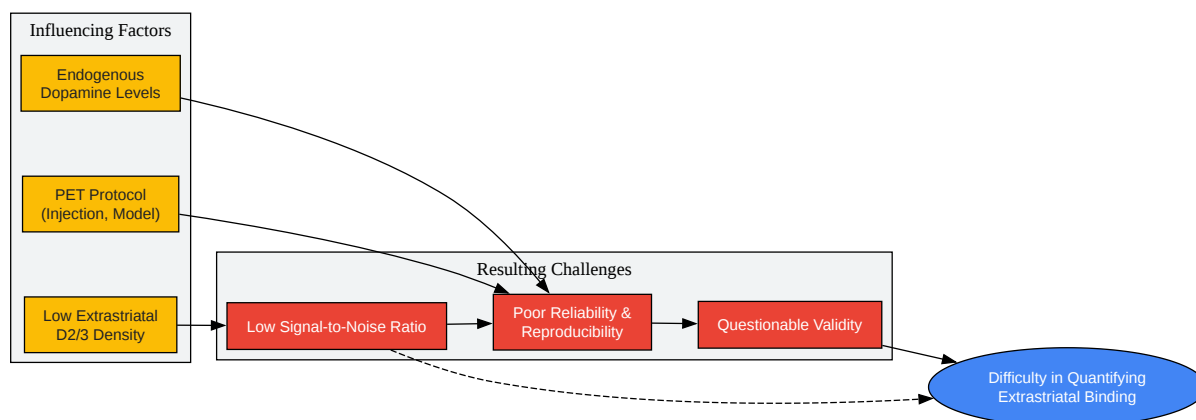 Influencing Factors
Endogenous
Dopamine Levels
PET Protocol
(Injection, Model)
Low Extrastriatal
D2/3 Density
Resulting Challenges
Low Signal-to-Noise Ratio
Poor Reliability &
Reproducibility
Questionable Validity
Difficulty in Quantifying
Extrastriatal Binding